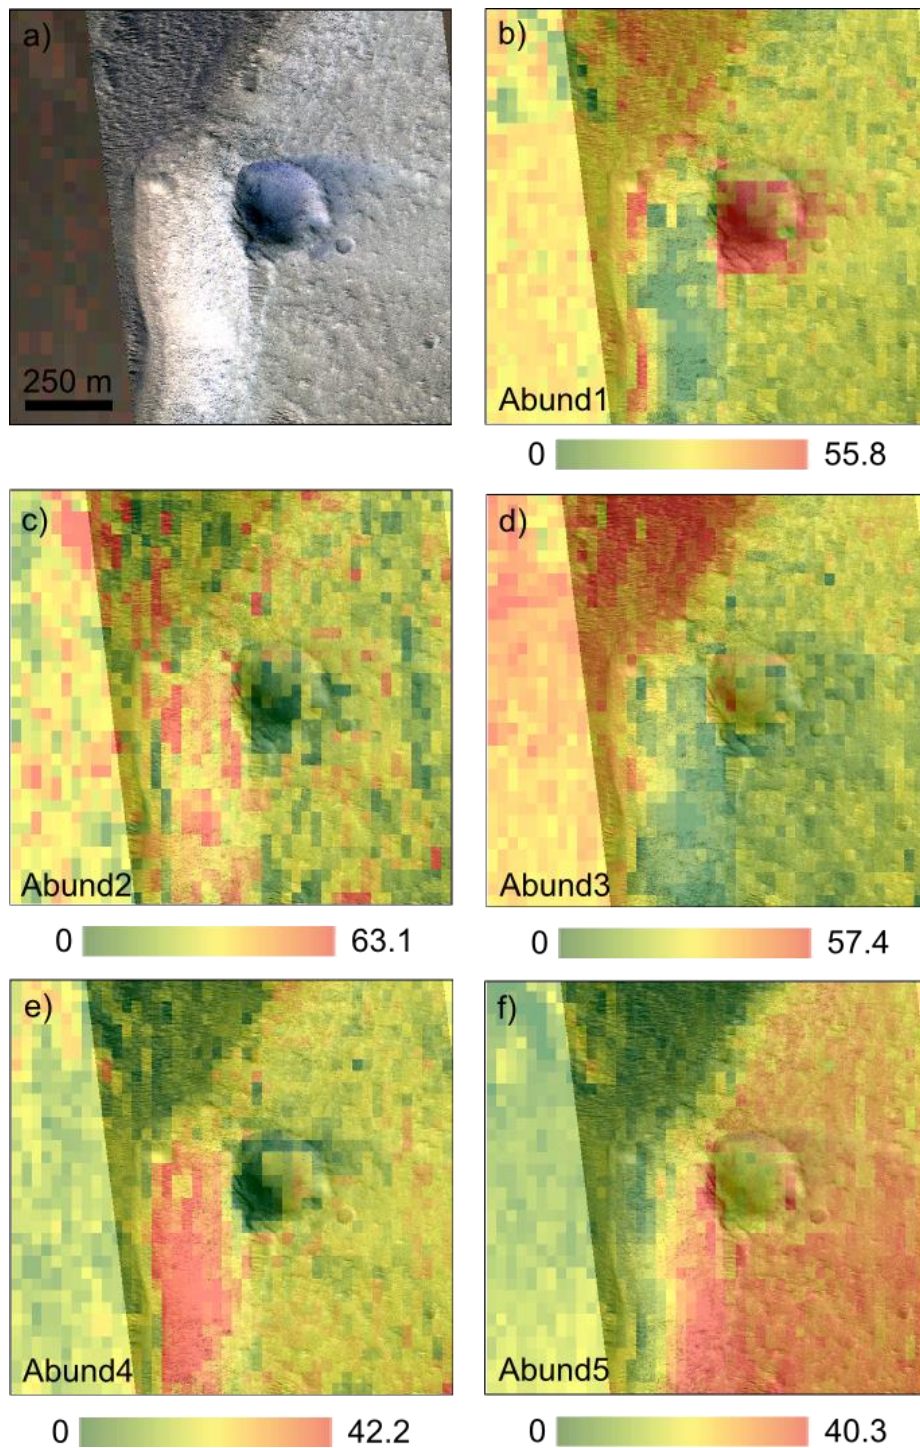 a)
250 m
b)
Abund1
0 55.8
c)
Abund2
0 63.1
d)
Abund3
0 57.4
e)
Abund4
0 42.2
f)
Abund5
0 40.3